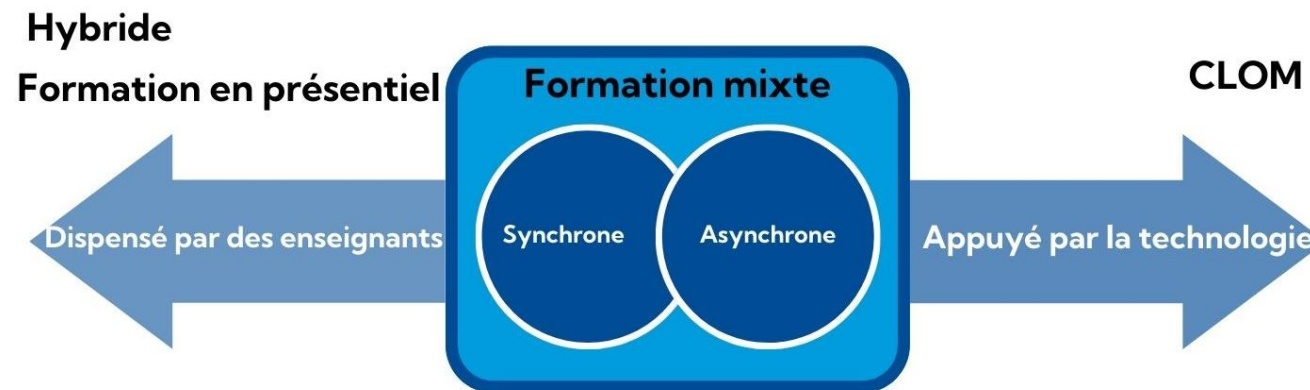 Hybride
Formation en présentiel
Formation mixte
CLOM
Dispensé par des enseignants
Synchrone
Asynchrone
Appuyé par la technologie